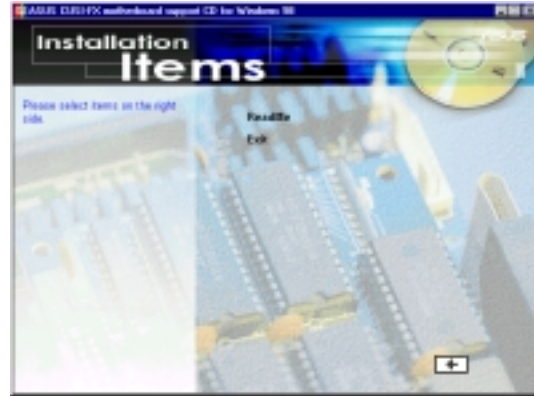 ASUS CUSI-FX motherboard support CD for Windows 98
Installation
Items
ASUS
Please select items on the right
side.
ReadMe
Exit